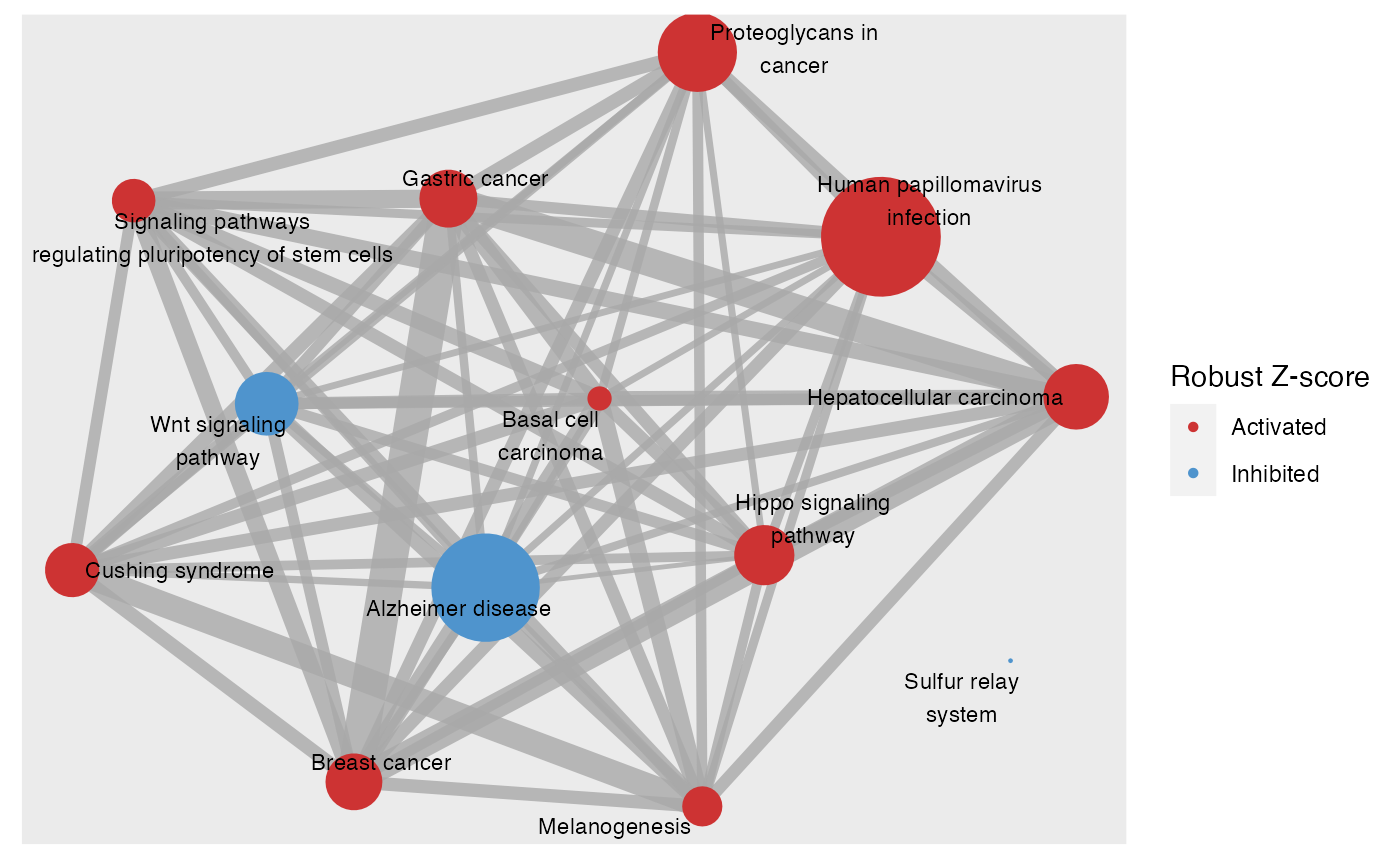 Proteoglycans in
cancer
Gastric cancer
Human papillomavirus
infection
Signaling pathways
regulating pluripotency of stem cells
Robust Z-score
Activated
Inhibited
Hepatocellular carcinoma
Wnt signaling
pathway
Basal cell
carcinoma
Hippo signaling
pathway
Cushing syndrome
Alzheimer disease
Sulfur relay
system
Breast cancer
Melanogenesis